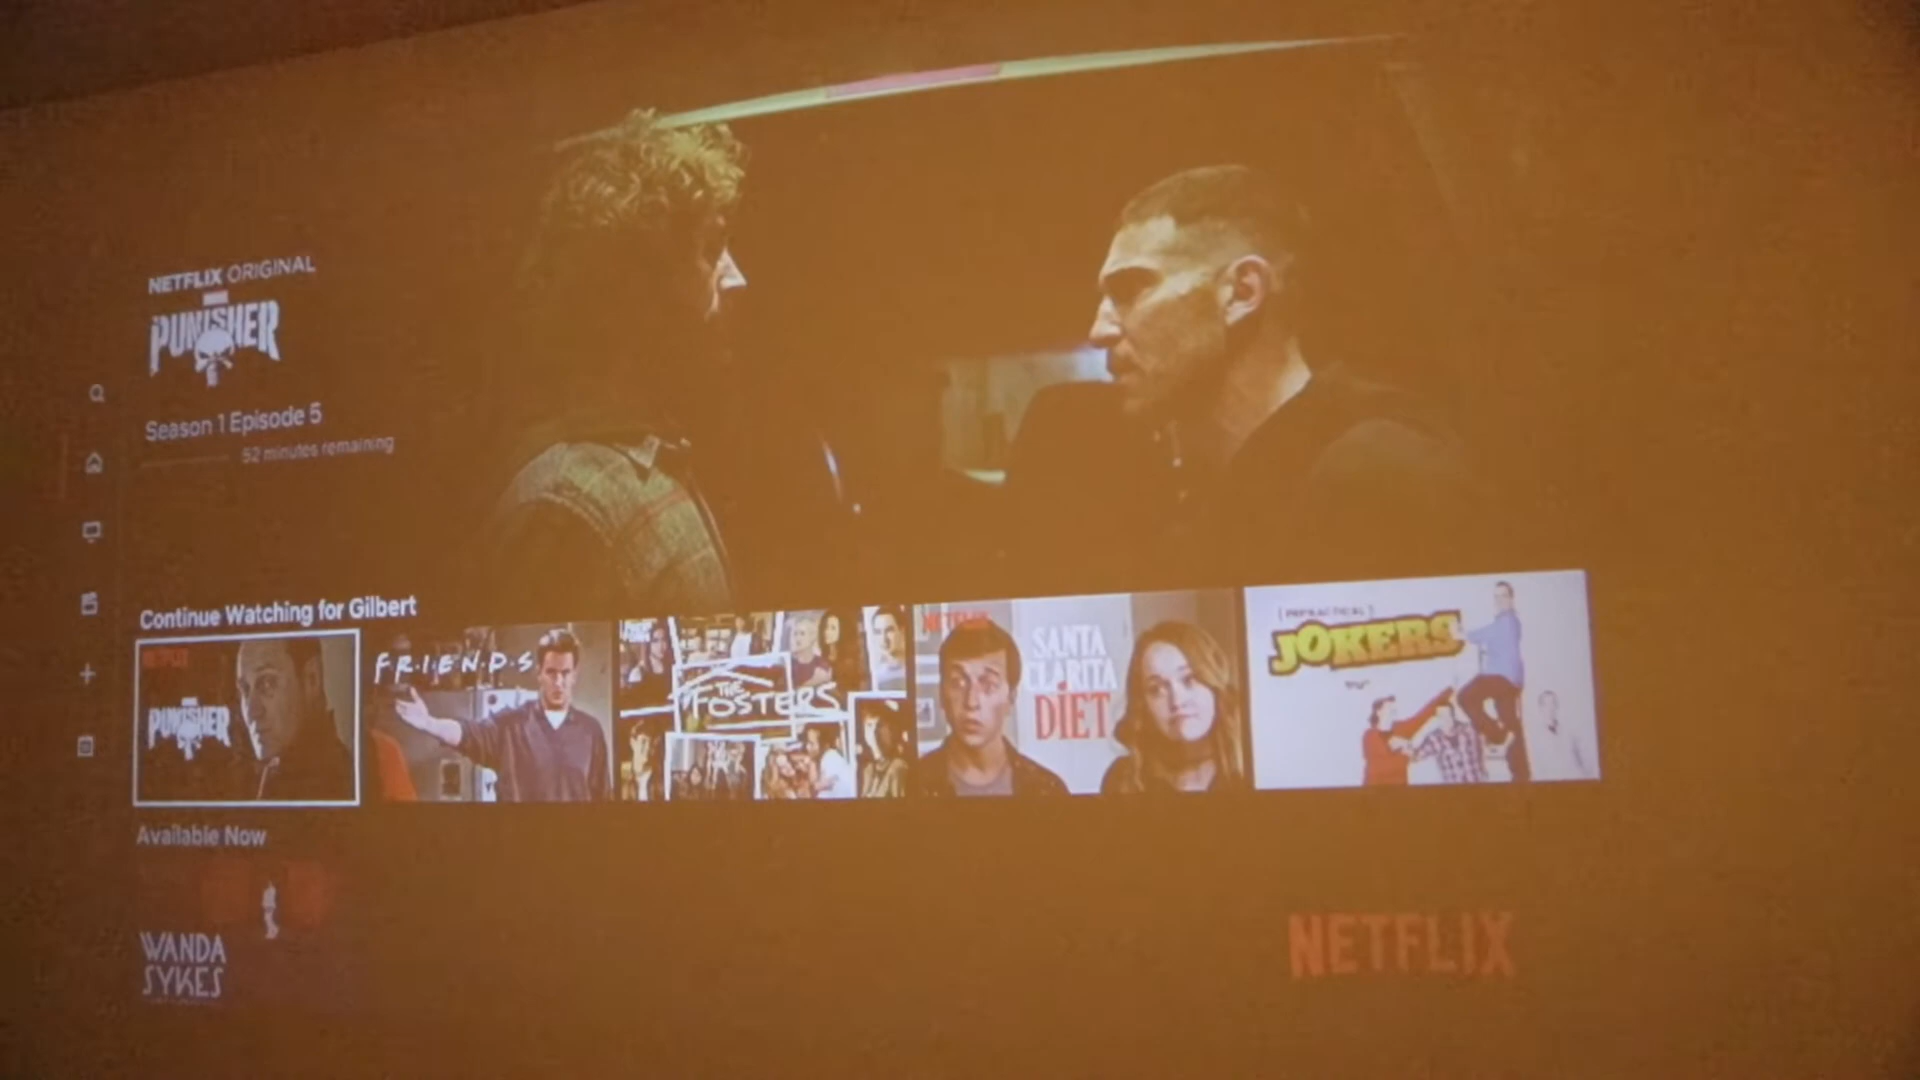 NETFLIX ORIGINAL
PUNISHER
Season 1 Episode 5
52 minutes remaining
Continue Watching for Gilbert
NETFLIX
PUNISHER
F·R·I·E·N·D·S
THE
FOSTERS
NETFLIX
SANTA
CLARITA
DIET
JOKERS
Available Now
WANDA
SYKES
NETFLIX